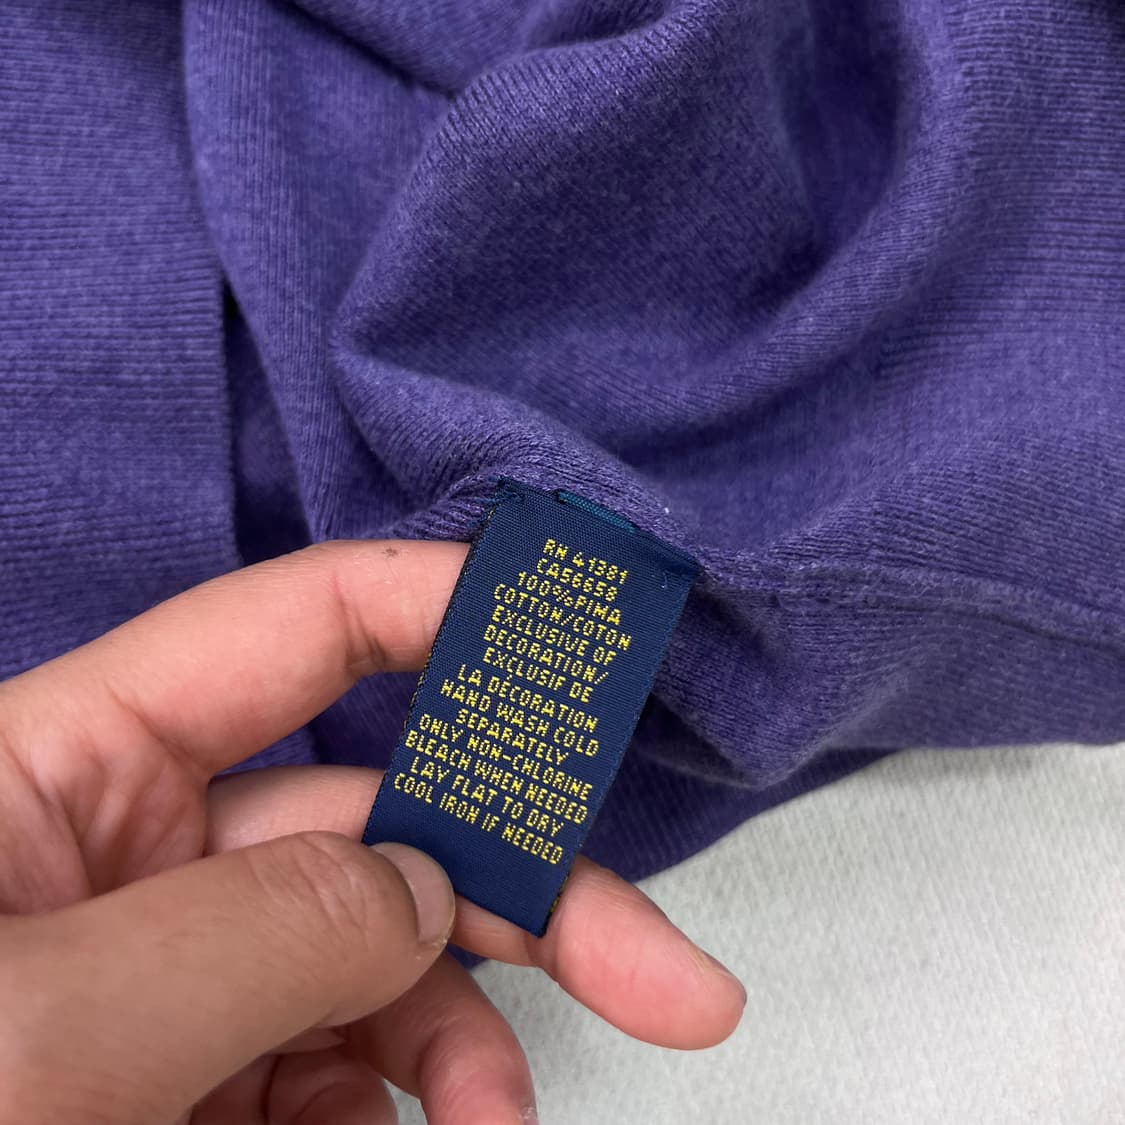 RN 41381
CA56858
100%PIMA
COTTON/COTON
EXCLUSIVE OF
DECORATION/
EXCLUSIF DE
LA DÉCORATION
HAND WASH COLD
SEPARATELY
ONLY NON-CHLORINE
BLEACH WHEN NEEDED
LAY FLAT TO DRY
COOL IRON IF NEEDED